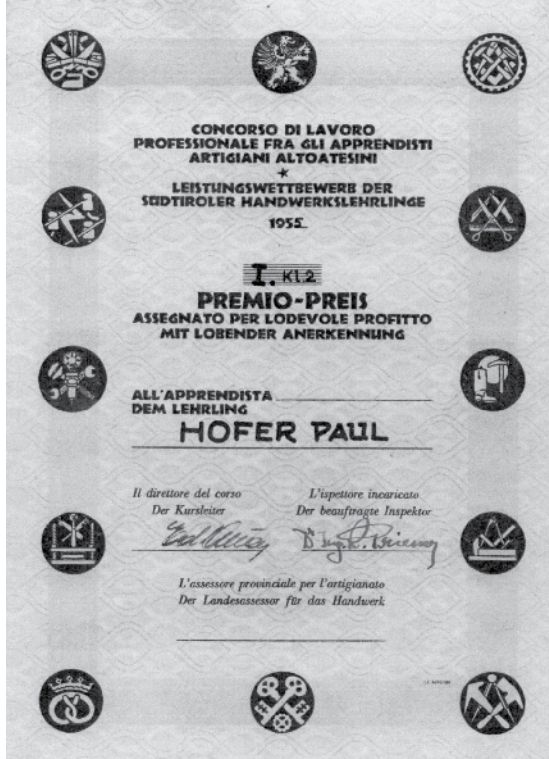 CONCORSO DI LAVORO
PROFESSIONALE FRA GLI APPRENDISTI
ARTIGIANI ALTOATESINI
LEISTUNGSWETTBEWERB DER
SÜDTIROLER HANDWERKSLEHRLINGE
1955
I. Kl.2
PREMIO-PREIS
ASSEGNATO PER LODEVOLE PROFITTO
MIT LOBENDER ANERKENNUNG
ALL'APPRENDISTA
DEM LEHRLING
HOFER PAUL
Il direttore del corso L'ispettore incaricato
Der Kursleiter Der beauftragte Inspektor
L'assessore provinciale per l'artigianato
Der Landesassessor für das Handwerk